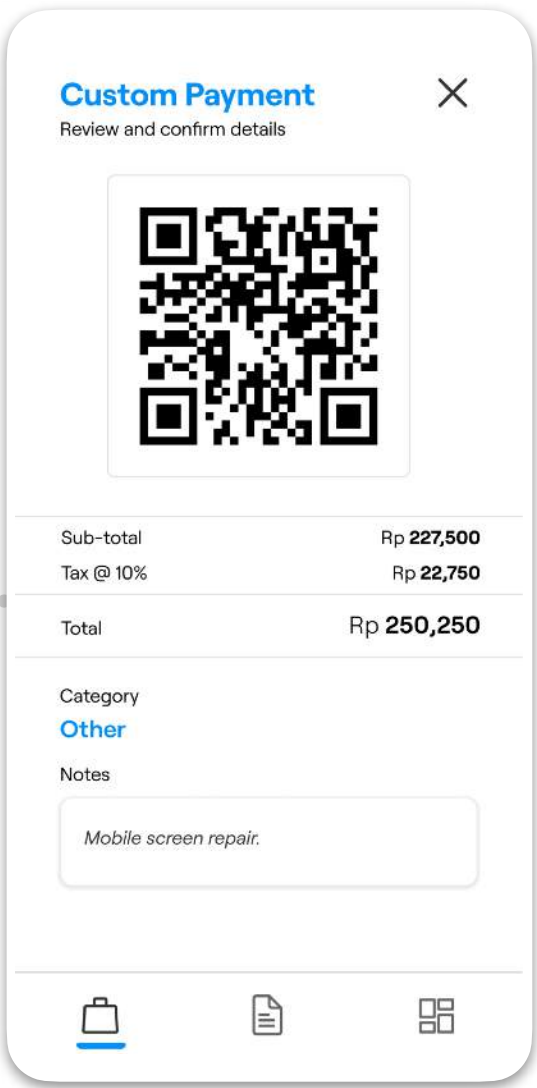 Custom Payment
Review and confirm details
Sub-total Rp 227,500
Tax @ 10% Rp 22,750
Total Rp 250,250
Category
Other
Notes
Mobile screen repair.